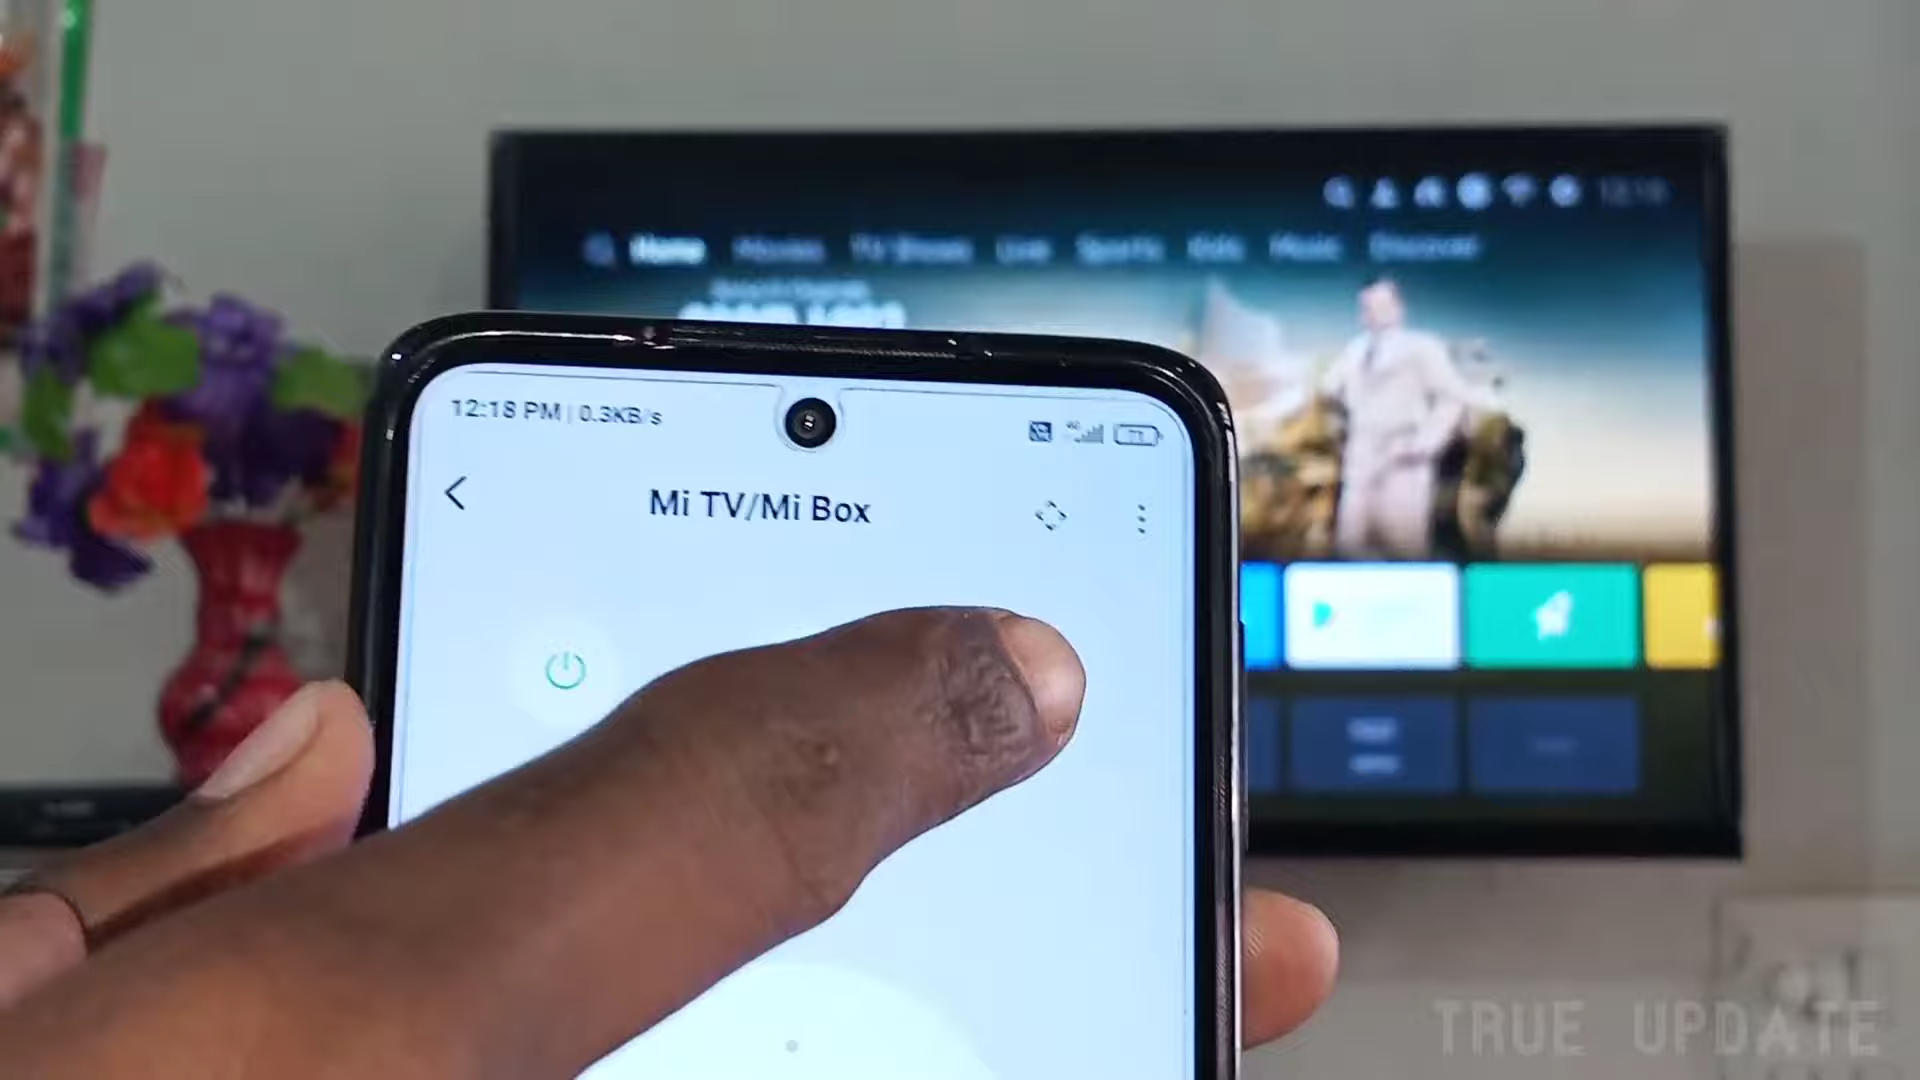 Home Movies TV Shows Live Sports Kids Music Discover
12:18 PM | 0.3KB/s
Mi TV/Mi Box
TRUE UPDATE